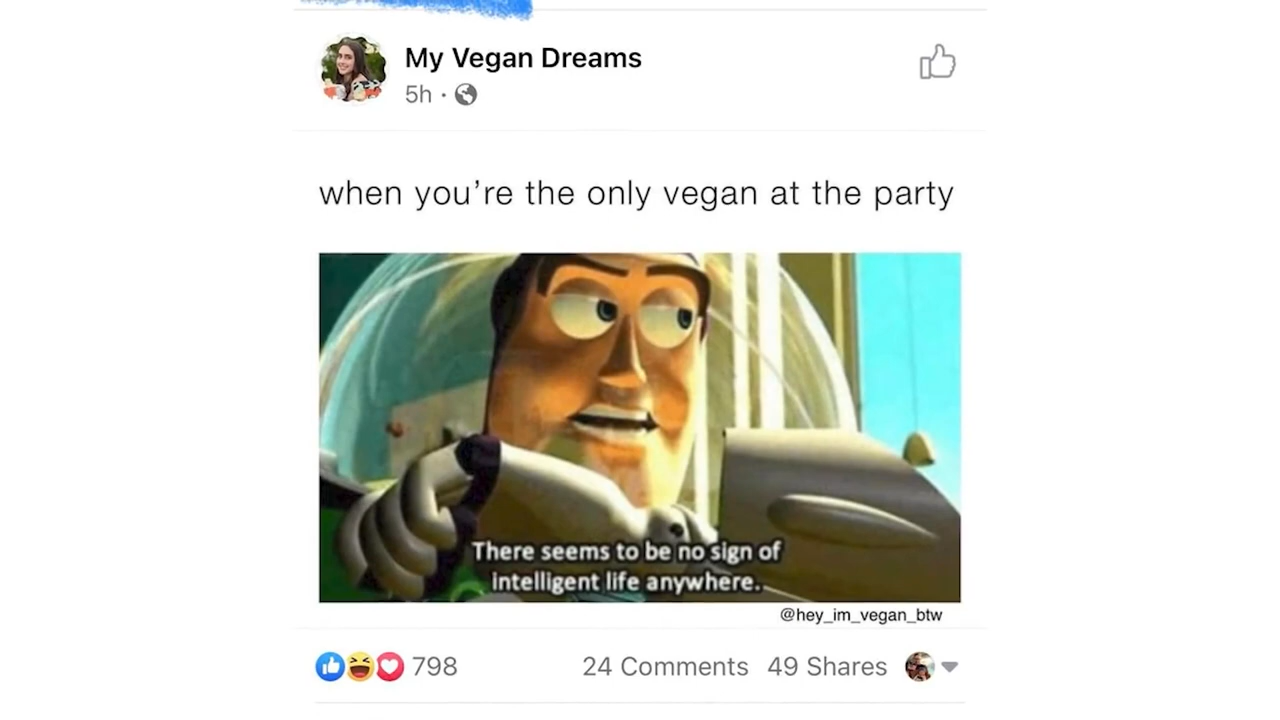 My Vegan Dreams
5h ·
when you're the only vegan at the party
There seems to be no sign of
intelligent life anywhere.
@hey_im_vegan_btw
798 24 Comments 49 Shares